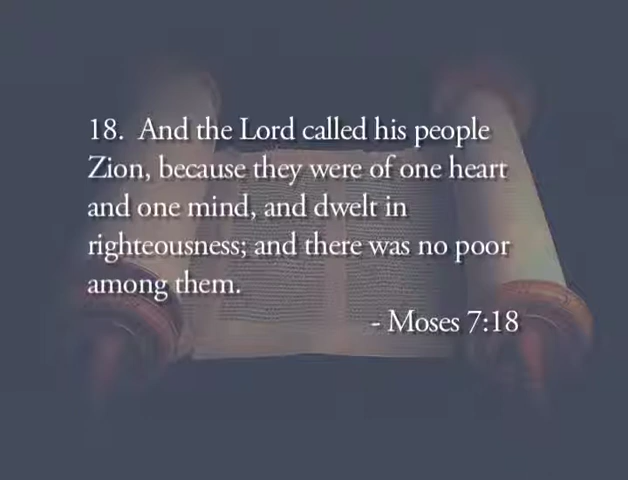 18. And the Lord called his people
Zion, because they were of one heart
and one mind, and dwelt in
righteousness; and there was no poor
among them.
- Moses 7:18